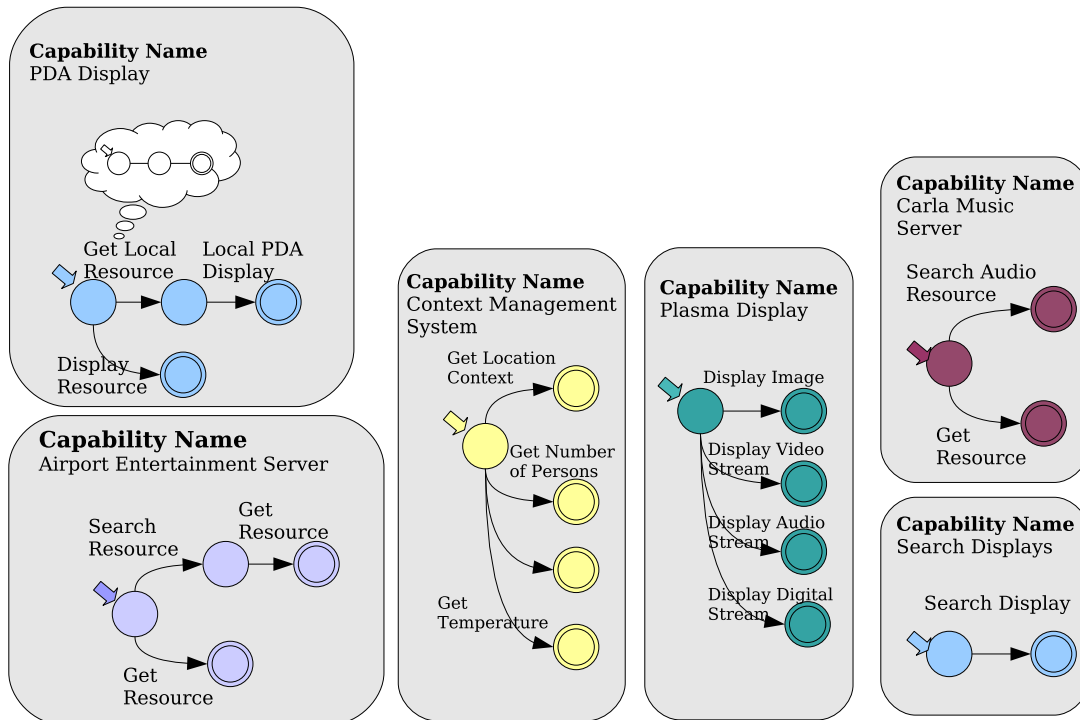 Capability Name
PDA Display
Get Local
Resource
Local PDA
Display
Display
Resource
Capability Name
Airport Entertainment Server
Search
Resource
Get
Resource
Get
Resource
Capability Name
Context Management
System
Get Location
Context
Get Number
of Persons
Get
Temperature
Capability Name
Plasma Display
Display Image
Display Video
Stream
Display Audio
Stream
Display Digital
Stream
Capability Name
Carla Music
Server
Search Audio
Resource
Get
Resource
Capability Name
Search Displays
Search Display